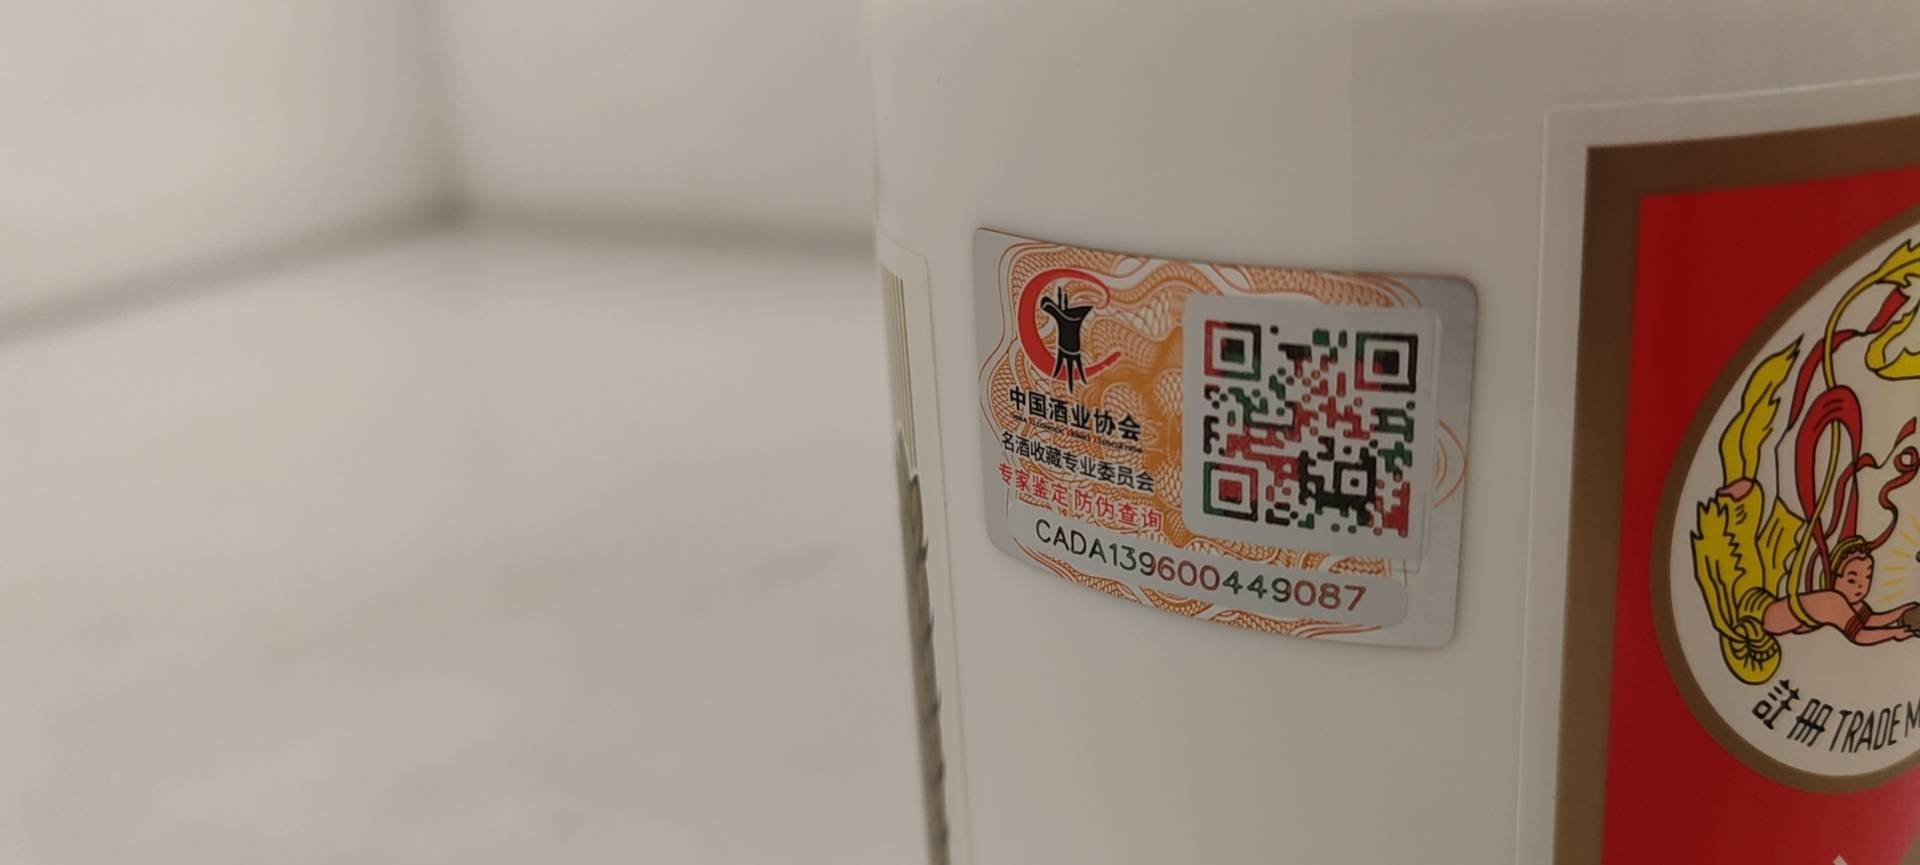 中国酒业协会
名酒收藏专业委员会
专家鉴定 防伪查询
CADA139600449087
註冊 TRADE M